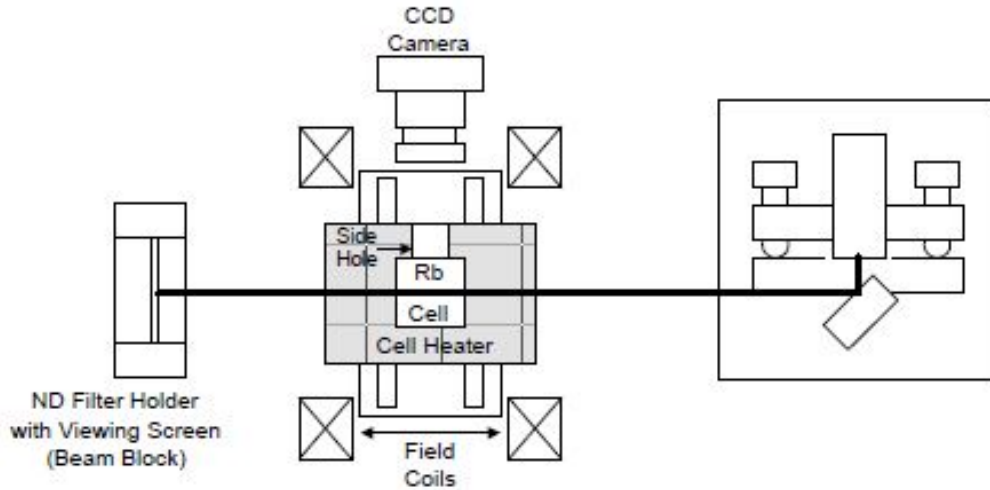 CCD
Camera
Side
Hole
Rb
Cell
Cell Heater
ND Filter Holder
with Viewing Screen
(Beam Block)
Field
Coils